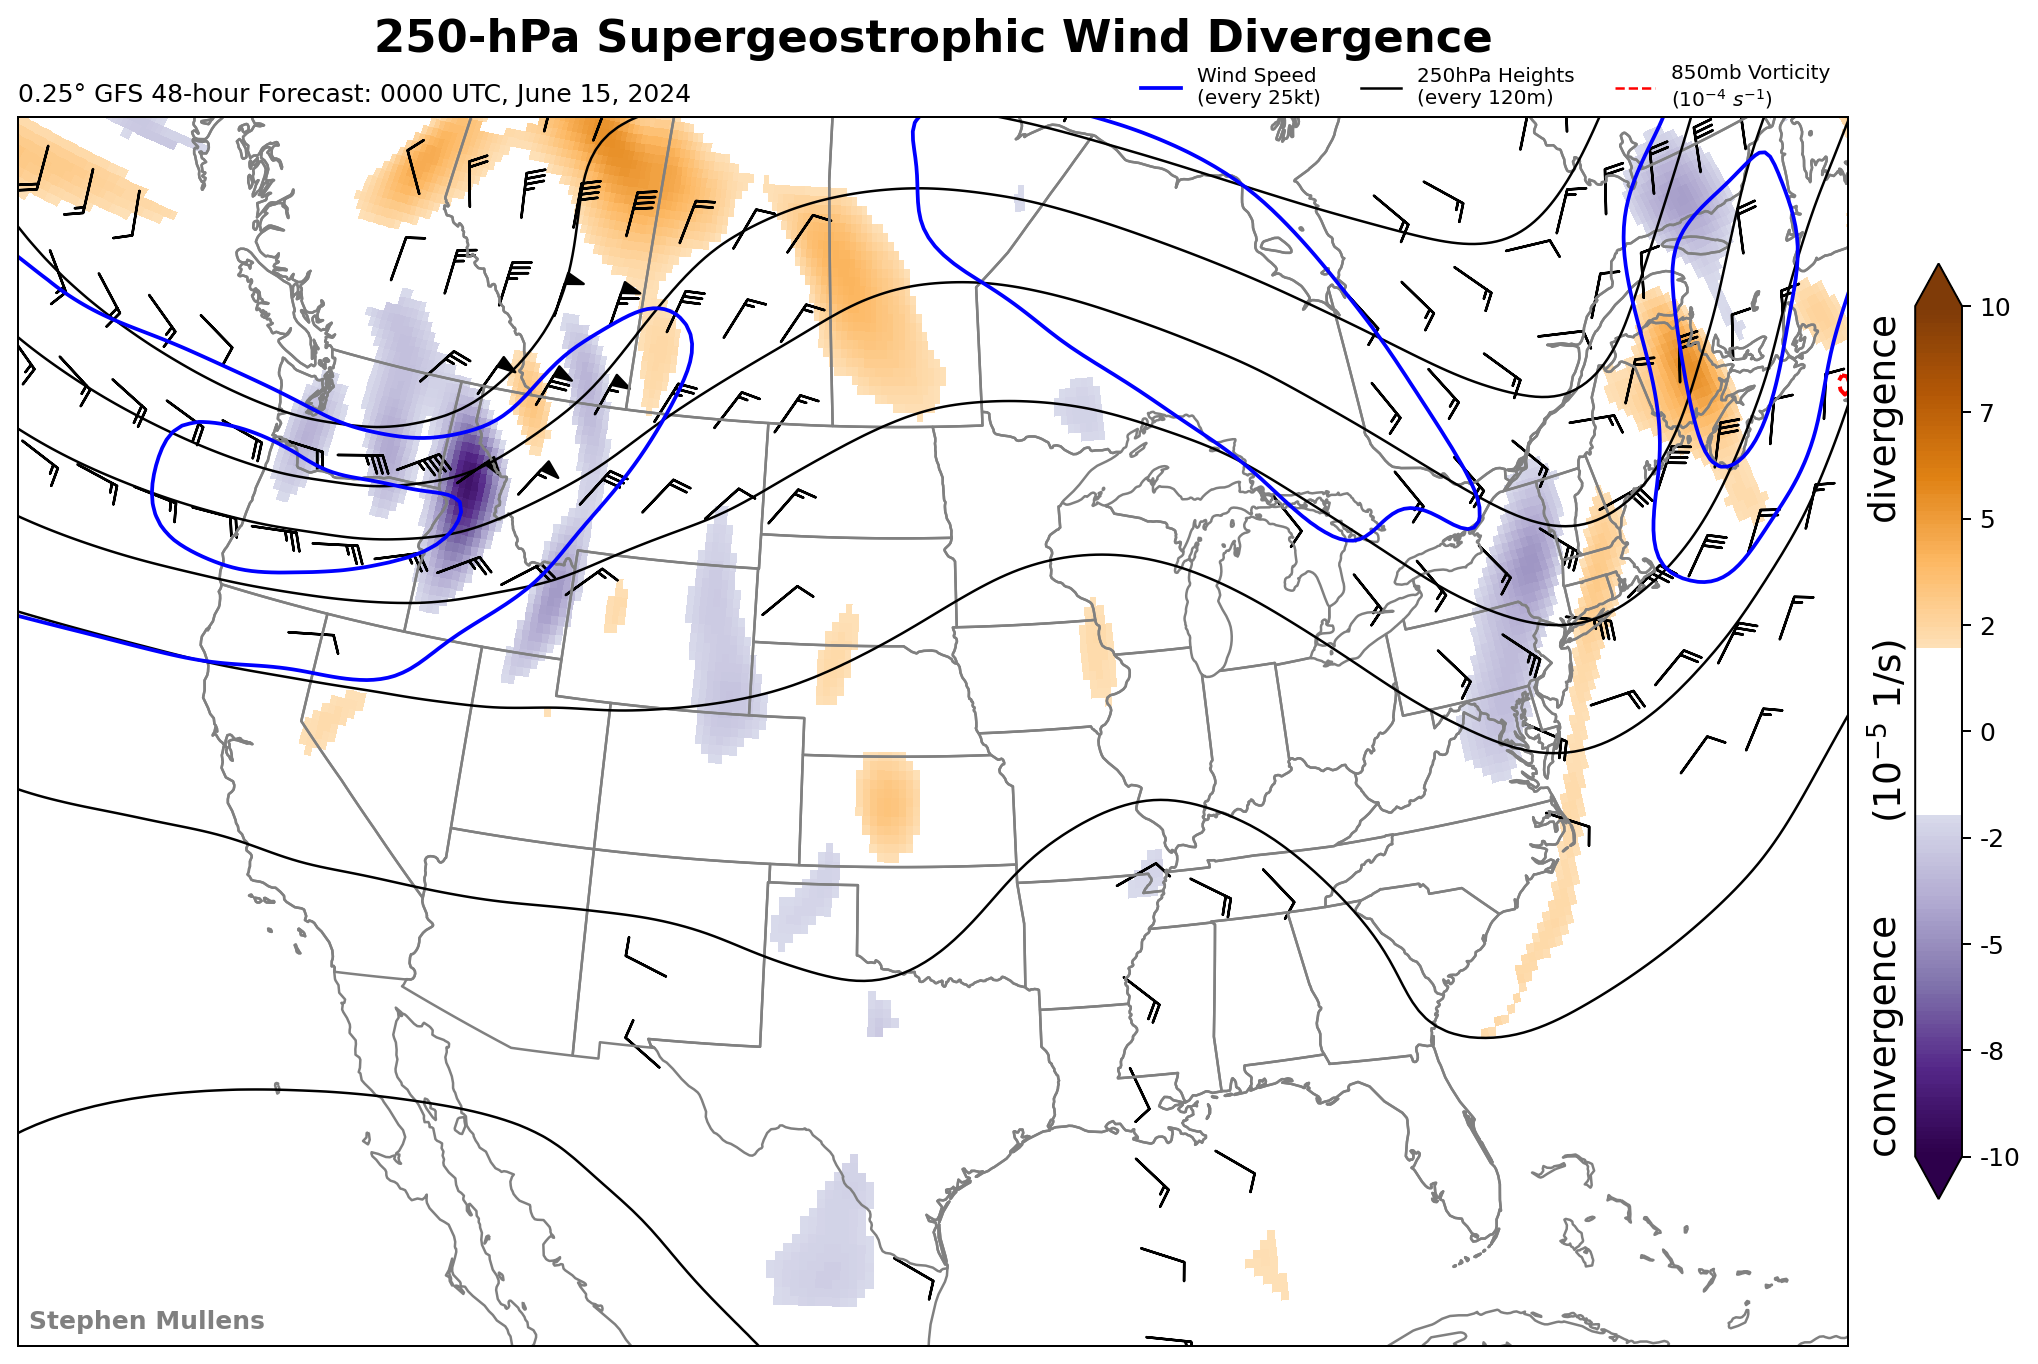 250-hPa Supergeostrophic Wind Divergence
0.25° GFS 48-hour Forecast: 0000 UTC, June 15, 2024
Wind Speed
(every 25kt)
250hPa Heights
(every 120m)
850mb Vorticity
(10⁻⁴ s⁻¹)
10
7
5
2
0
-2
-5
-8
-10
convergence (10⁻⁵ 1/s) divergence
Stephen Mullens